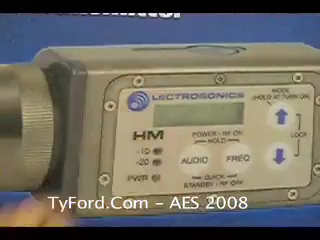 LECTROSONICS
MODE
(HOLD AT TURN ON)
HM
POWER - RF ON
HOLD
LOCK
-10
-20
AUDIO
FREQ
PWR
QUICK
STANDBY - RF OFF
TyFord.Com - AES 2008